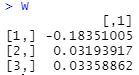 > W
[,1]
[1,] -0.18351005
[2,] 0.03193917
[3,] 0.03358862